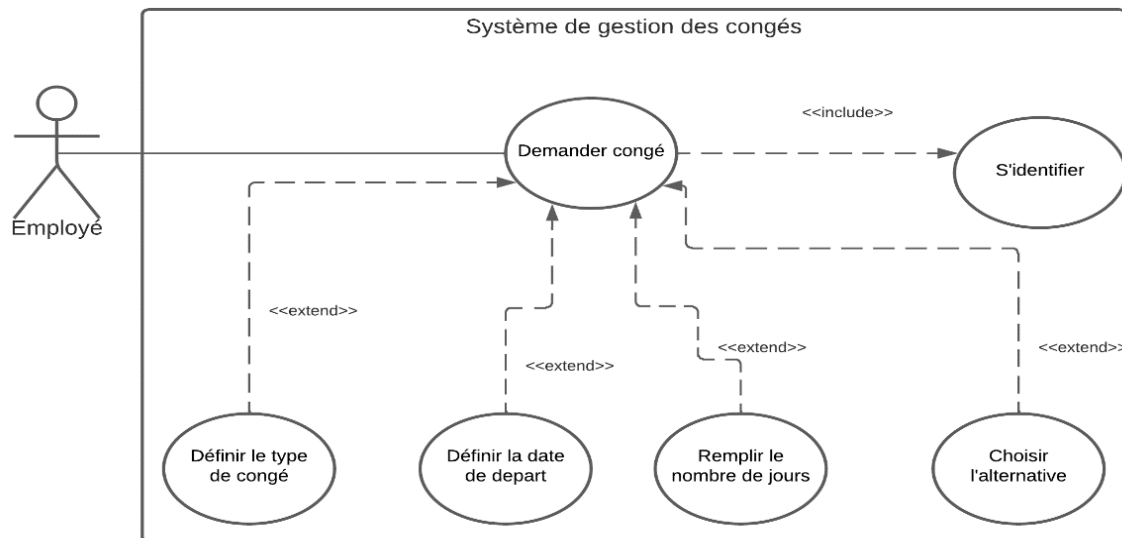 Système de gestion des congés
<<include>>
Demander congé
S'identifier
Employé
<<extend>>
<<extend>>
<<extend>>
<<extend>>
Définir le type
de congé
Définir la date
de depart
Remplir le
nombre de jours
Choisir
l'alternative